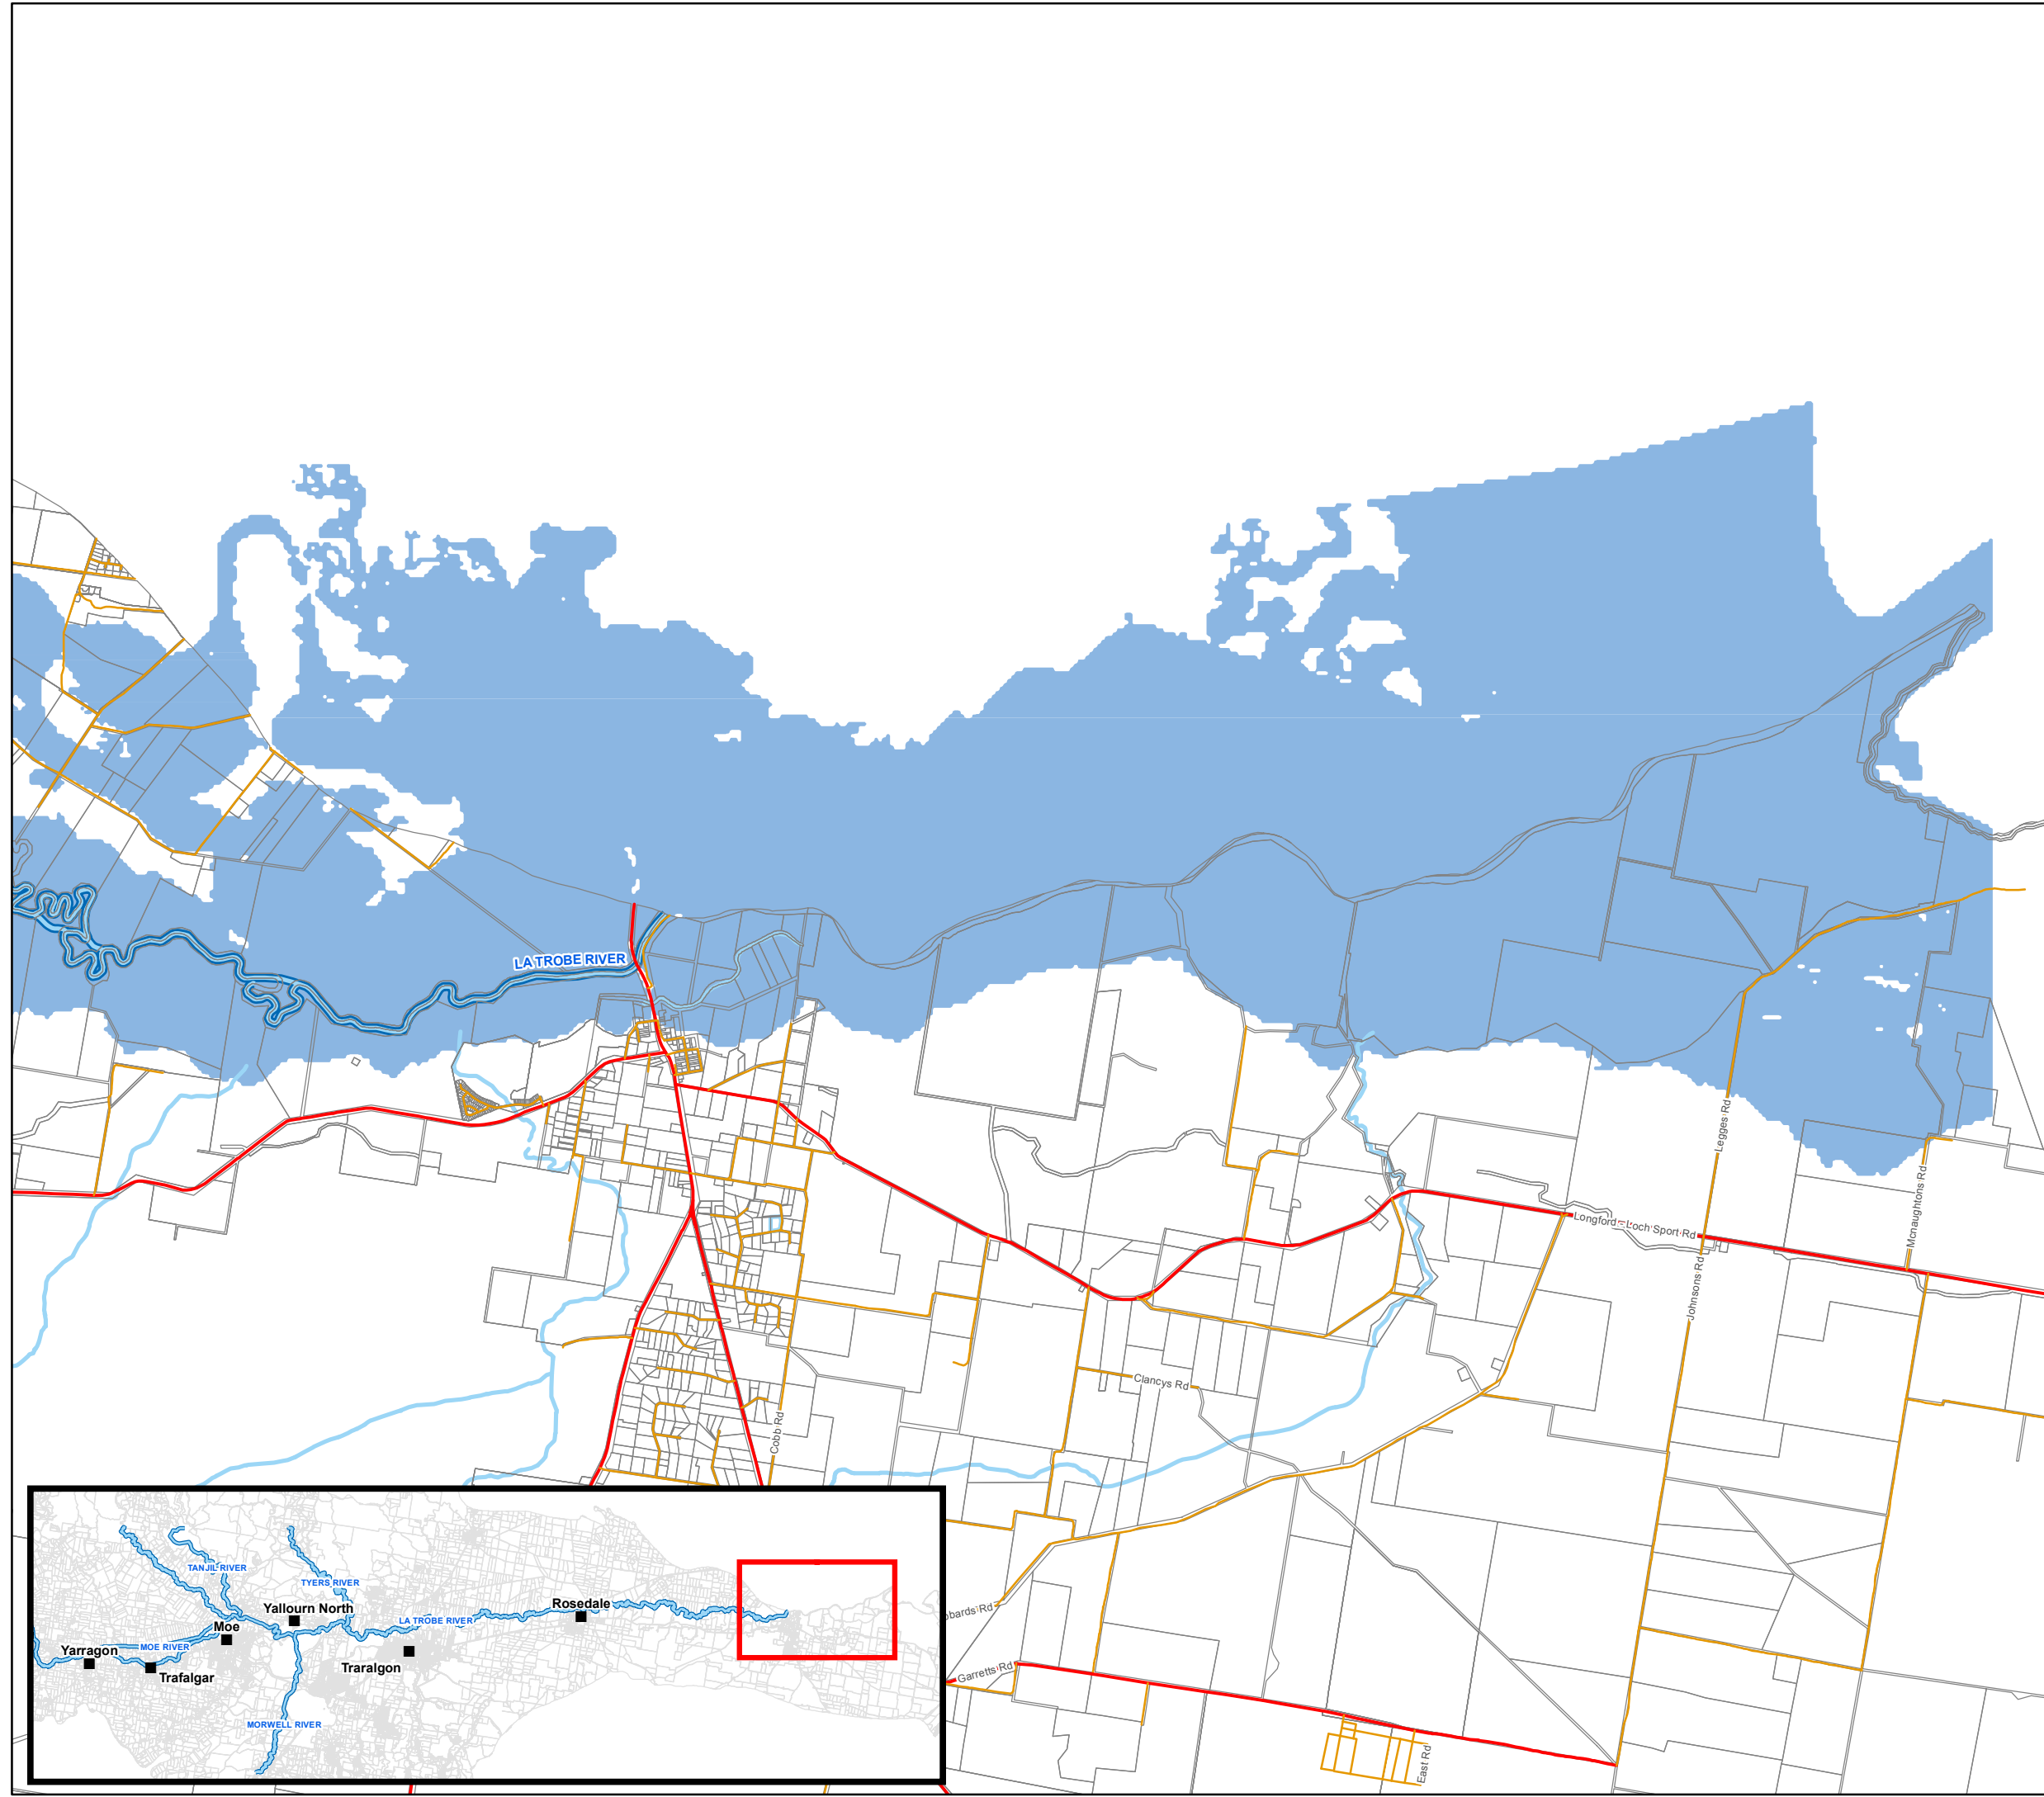 LA TROBE RIVER
Legges Rd
Mcnaughtons Rd
Longford - Loch Sport Rd
Johnsons Rd
Clancys Rd
Cobb Rd
Garretts Rd
East Rd
TANJIL RIVER
TYERS RIVER
Yallourn North
Rosedale
LA TROBE RIVER
Moe
MOE RIVER
Yarragon
Trafalgar
Traralgon
MORWELL RIVER